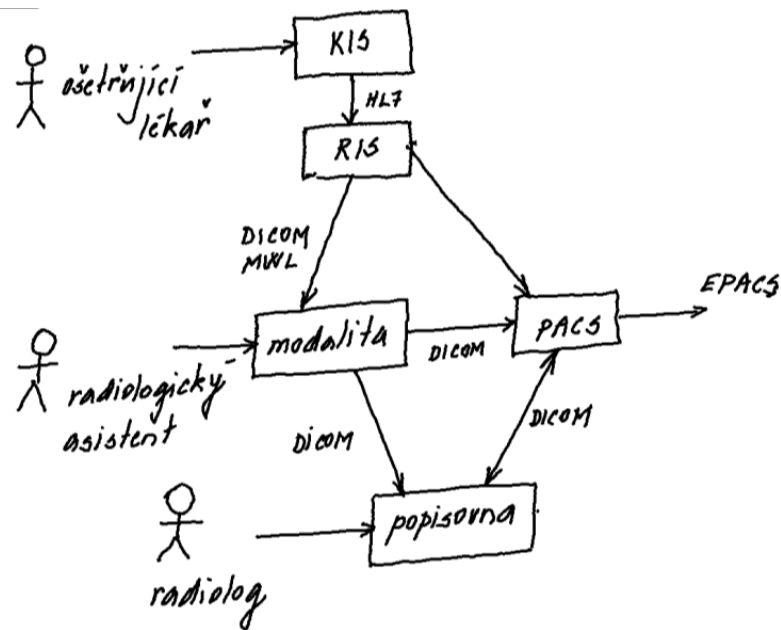 KIS
ošetřující
lékař
HL7
RIS
DICOM
MWL
EPACS
modalita
DICOM
PACS
radiologický
asistent
DICOM
DICOM
popisovna
radiolog